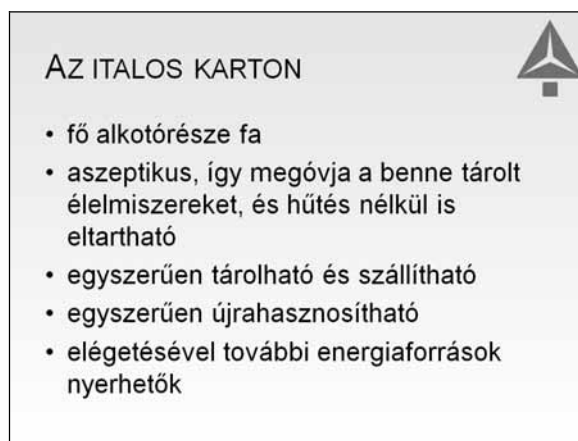 AZ ITALOS KARTON
• fő alkotórésze fa
• aszeptikus, így megóvja a benne tárolt
élelmiszereket, és hűtés nélkül is
eltartható
• egyszerűen tárolható és szállítható
• egyszerűen újrahasznosítható
• elégetésével további energiaforrások
nyerhetők